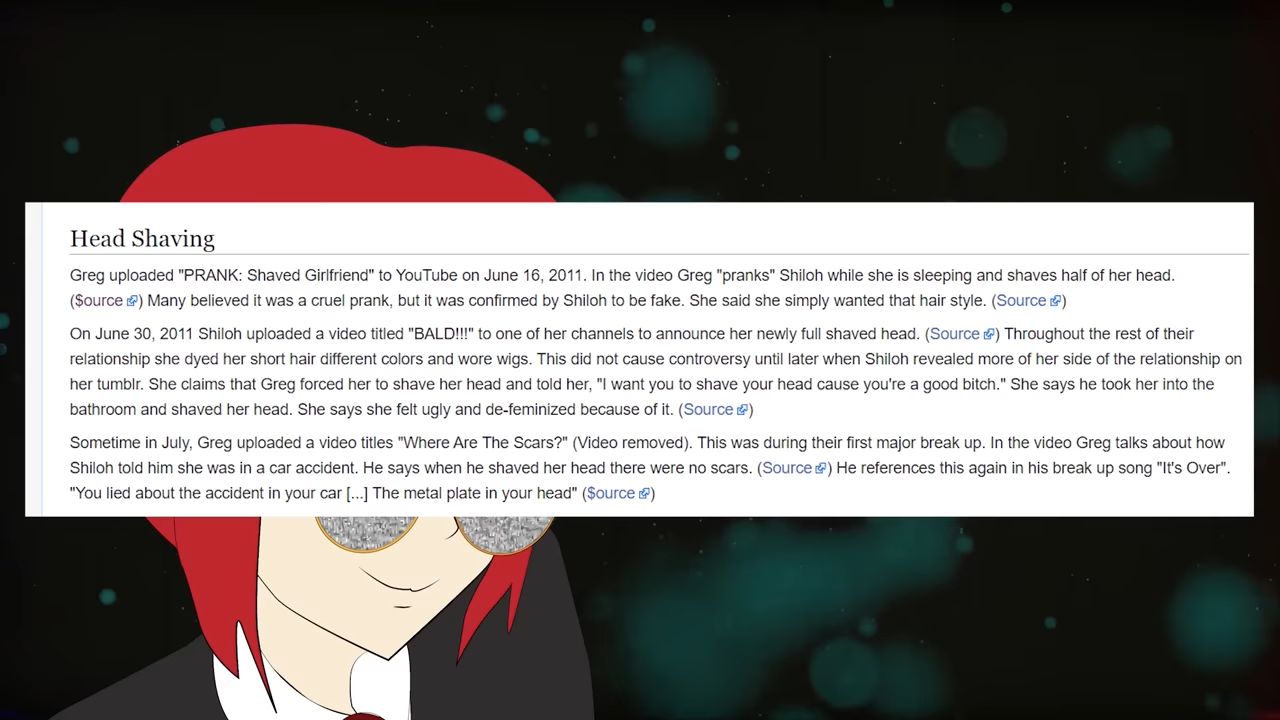 Head Shaving
Greg uploaded "PRANK: Shaved Girlfriend" to YouTube on June 16, 2011. In the video Greg "pranks" Shiloh while she is sleeping and shaves half of her head.
($ource) Many believed it was a cruel prank, but it was confirmed by Shiloh to be fake. She said she simply wanted that hair style. (Source)
On June 30, 2011 Shiloh uploaded a video titled "BALD!!!" to one of her channels to announce her newly full shaved head. (Source) Throughout the rest of their
relationship she dyed her short hair different colors and wore wigs. This did not cause controversy until later when Shiloh revealed more of her side of the relationship on
her tumblr. She claims that Greg forced her to shave her head and told her, "I want you to shave your head cause you're a good bitch." She says he took her into the
bathroom and shaved her head. She says she felt ugly and de-feminized because of it. (Source)
Sometime in July, Greg uploaded a video titles "Where Are The Scars?" (Video removed). This was during their first major break up. In the video Greg talks about how
Shiloh told him she was in a car accident. He says when he shaved her head there were no scars. (Source) He references this again in his break up song "It's Over".
"You lied about the accident in your car [...] The metal plate in your head" ($ource)